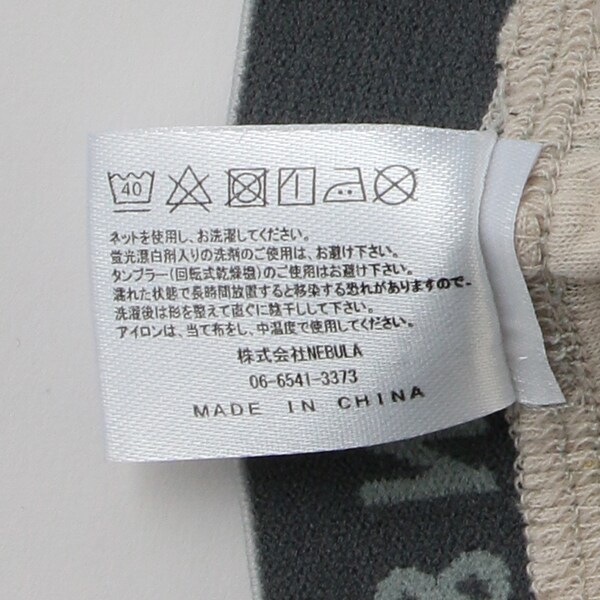 40
ネットを使用し、お洗濯してください。
蛍光漂白剤入りの洗剤のご使用は、お避け下さい。
タンブラー(回転式乾燥機)のご使用はお避け下さい。
濡れた状態で長時間放置すると移染する恐れがありますので、
洗濯後は形を整えて直ぐに陰干しして下さい。
アイロンは、当て布をし、中温度で使用して下さい。
株式会社NEBULA
06-6541-3373
MADE IN CHINA